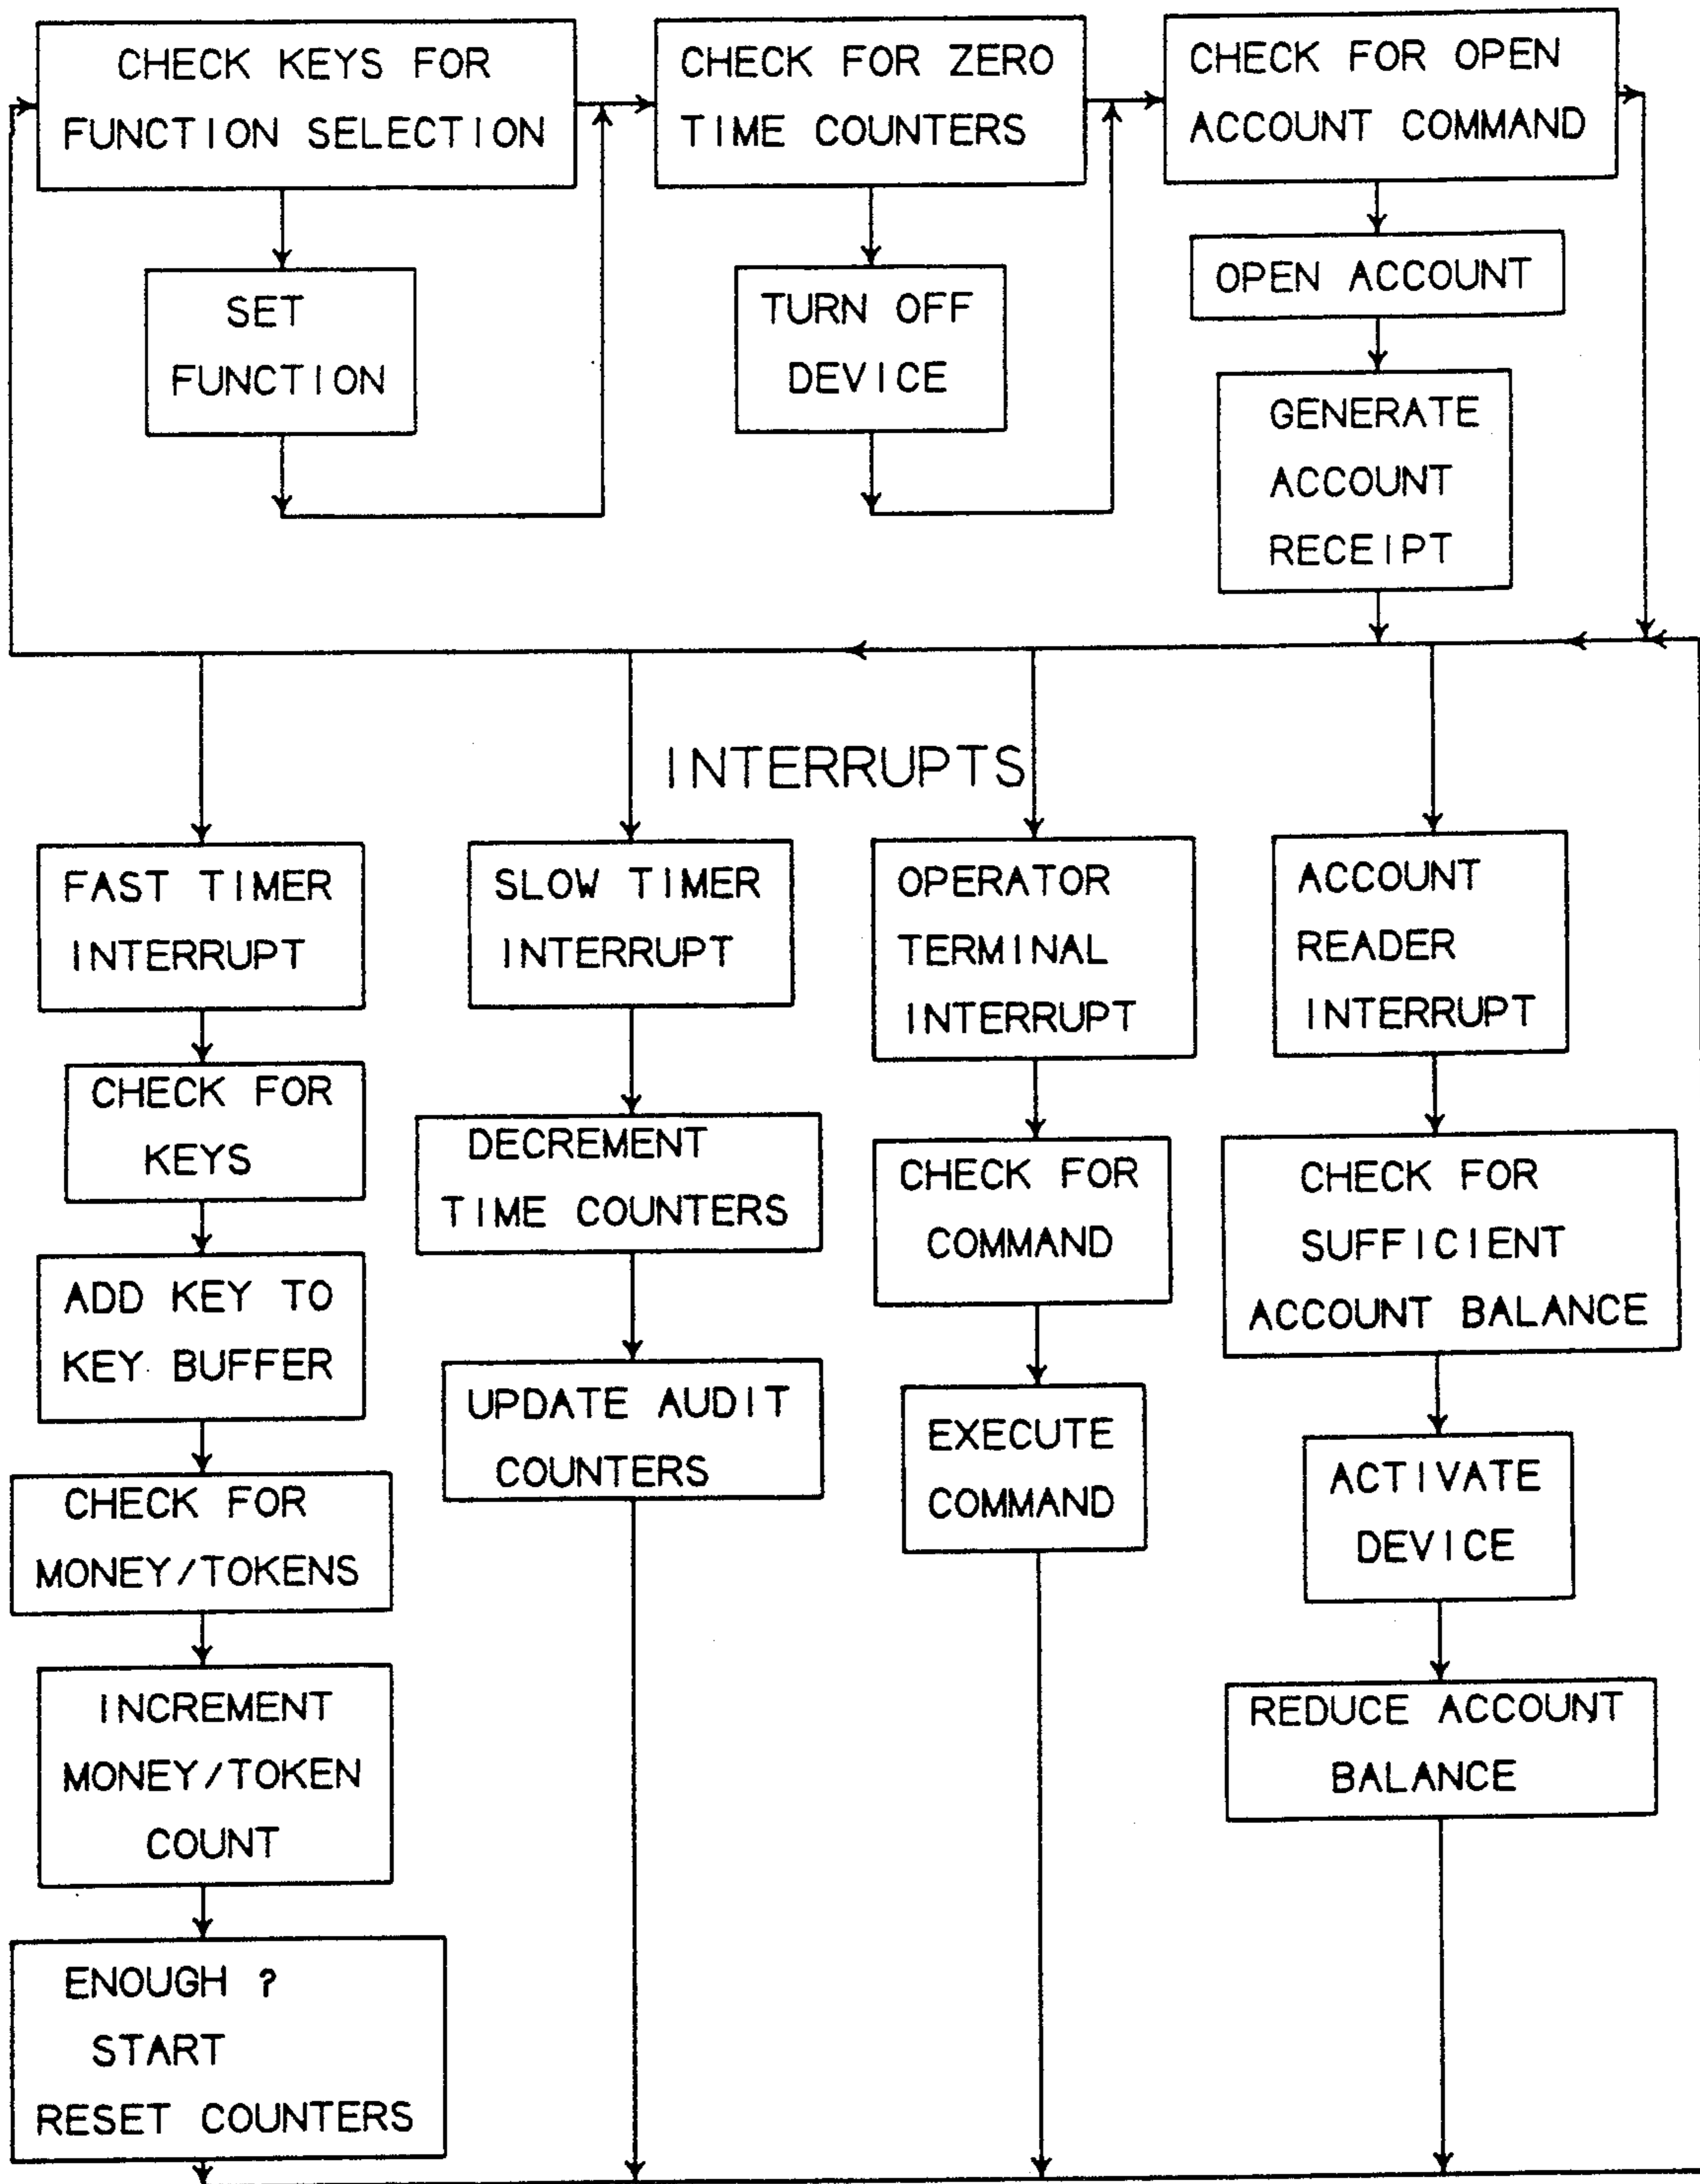 CHECK KEYS FOR
FUNCTION SELECTION
CHECK FOR ZERO
TIME COUNTERS
CHECK FOR OPEN
ACCOUNT COMMAND
SET
FUNCTION
TURN OFF
DEVICE
OPEN ACCOUNT
GENERATE
ACCOUNT
RECEIPT
INTERRUPTS
FAST TIMER
INTERRUPT
CHECK FOR
KEYS
ADD KEY TO
KEY BUFFER
CHECK FOR
MONEY/TOKENS
INCREMENT
MONEY/TOKEN
COUNT
ENOUGH ?
START
RESET COUNTERS
SLOW TIMER
INTERRUPT
DECREMENT
TIME COUNTERS
UPDATE AUDIT
COUNTERS
OPERATOR
TERMINAL
INTERRUPT
CHECK FOR
COMMAND
EXECUTE
COMMAND
ACCOUNT
READER
INTERRUPT
CHECK FOR
SUFFICIENT
ACCOUNT BALANCE
ACTIVATE
DEVICE
REDUCE ACCOUNT
BALANCE